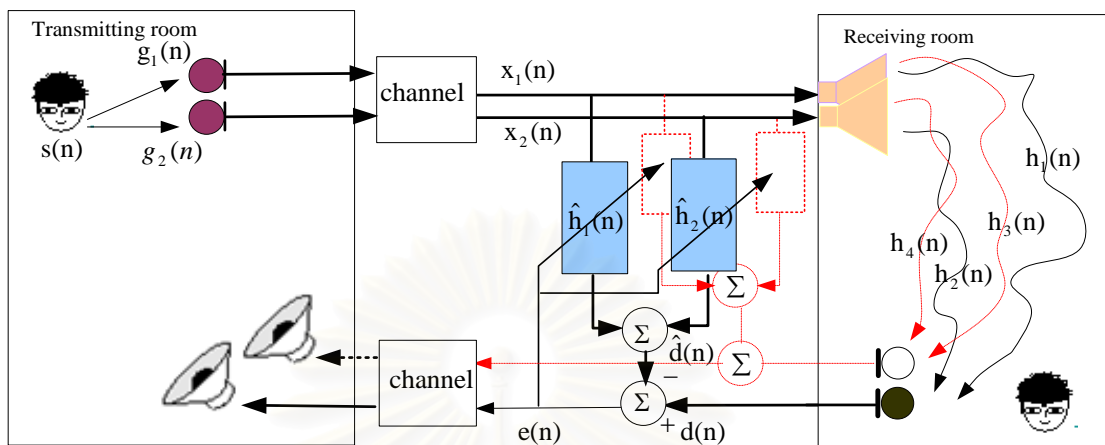 Transmitting room
g₁(n)
s(n)
g₂(n)
channel
x₁(n)
x₂(n)
ĥ₁(n)
ĥ₂(n)
Σ
Σ
d̂(n)
Σ
−
Σ
+
d(n)
e(n)
channel
Receiving room
h₁(n)
h₃(n)
h₄(n)
h₂(n)